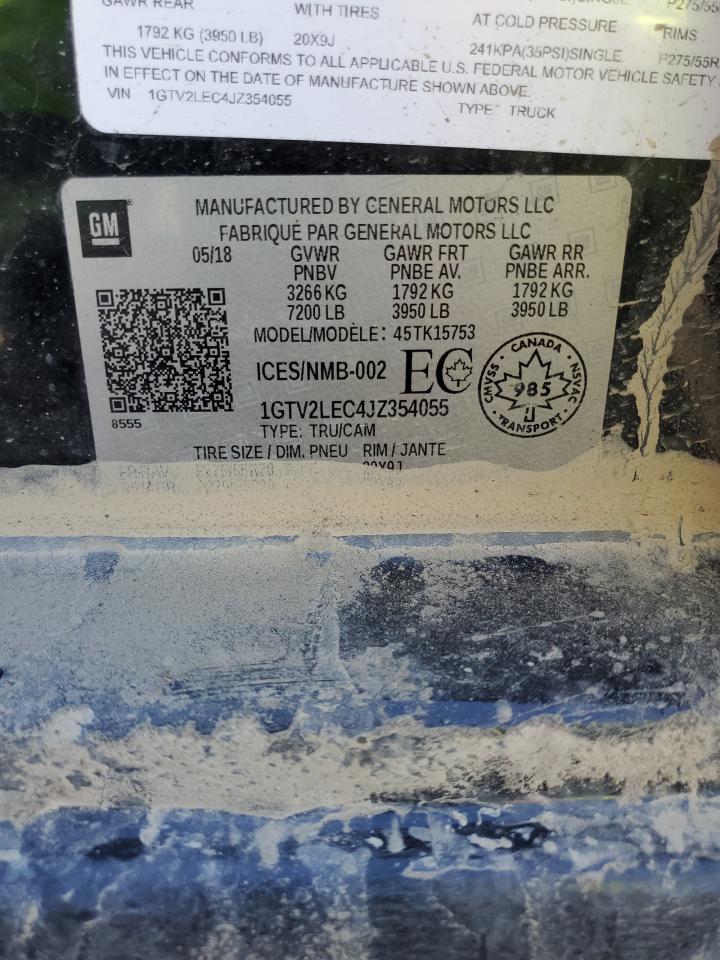 GAWR REAR WITH TIRES AT COLD PRESSURE RIMS
1792 KG (3950 LB) 20X9J 241KPA(35PSI)SINGLE P275/55R
THIS VEHICLE CONFORMS TO ALL APPLICABLE U.S. FEDERAL MOTOR VEHICLE SAFETY
IN EFFECT ON THE DATE OF MANUFACTURE SHOWN ABOVE.
VIN 1GTV2LEC4JZ354055 TYPE: TRUCK
GM
MANUFACTURED BY GENERAL MOTORS LLC
FABRIQUÉ PAR GENERAL MOTORS LLC
05/18 GVWR GAWR FRT GAWR RR
PNBV PNBE AV. PNBE ARR.
3266 KG 1792 KG 1792 KG
7200 LB 3950 LB 3950 LB
MODEL/MODÈLE: 45TK15753
ICES/NMB-002 EC
CANADA
CMVSS 985 NSVAC
TRANSPORT
1GTV2LEC4JZ354055
8555
TYPE: TRU/CAM
TIRE SIZE / DIM. PNEU RIM / JANTE
20X9J